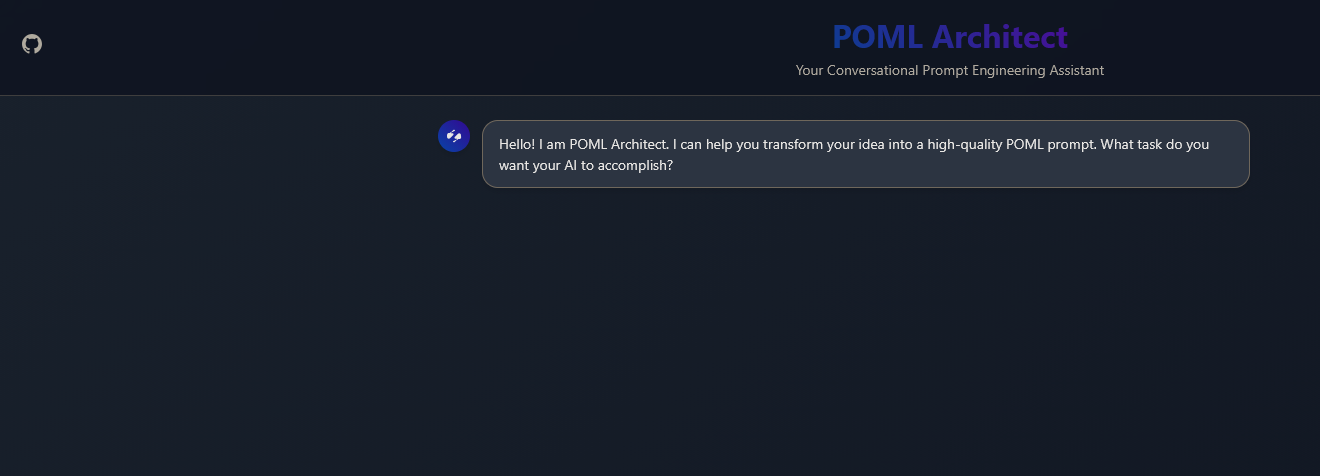 POML Architect
Your Conversational Prompt Engineering Assistant
Hello! I am POML Architect. I can help you transform your idea into a high-quality POML prompt. What task do you
want your AI to accomplish?